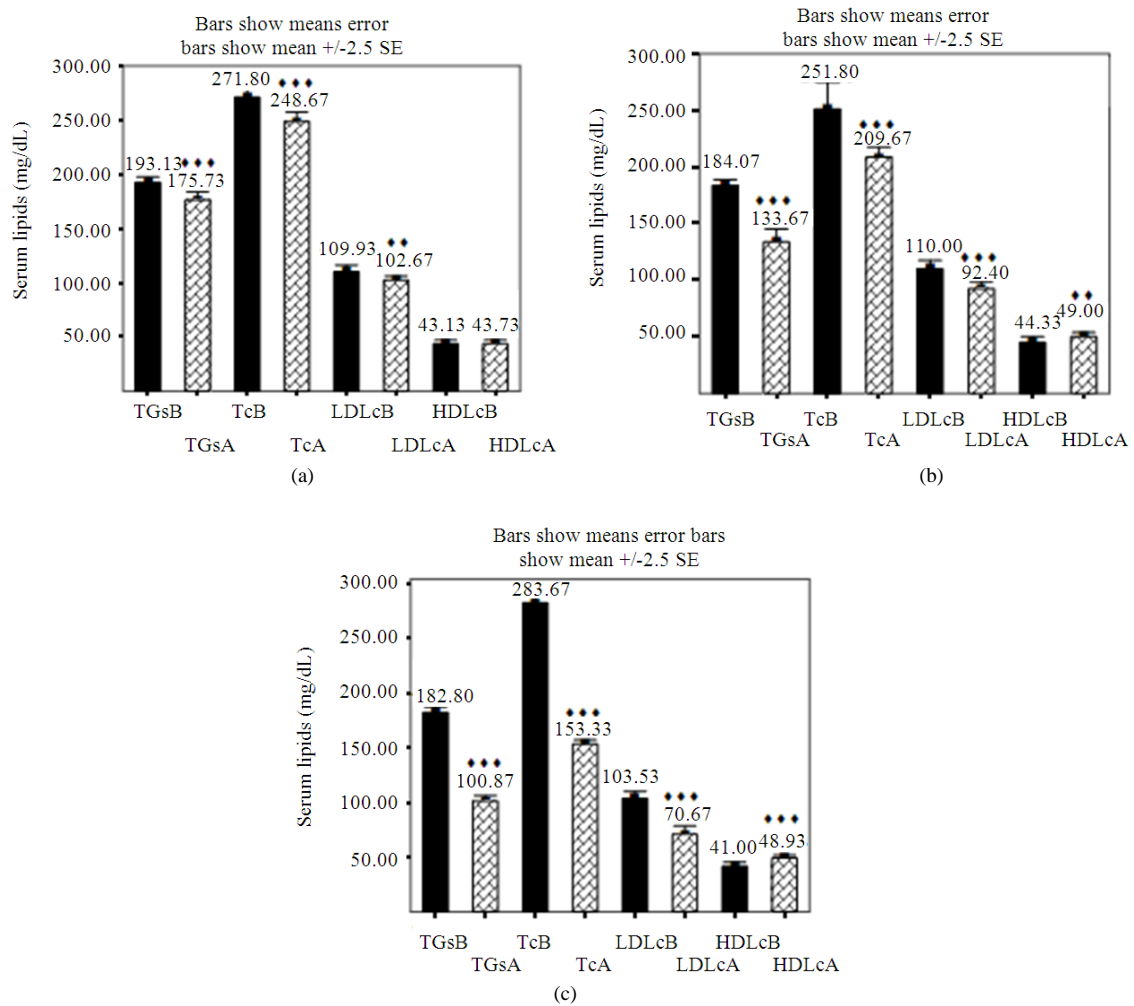 Bars show means error
bars show mean +/-2.5 SE
300.00
250.00
200.00
150.00
100.00
50.00
Serum lipids (mg/dL)
193.13
♦♦♦
175.73
271.80
♦♦♦
248.67
109.93
♦♦
102.67
43.13
43.73
TGsB
TcB
LDLcB
HDLcB
TGsA
TcA
LDLcA
HDLcA
(a)
Bars show means error
bars show mean +/-2.5 SE
300.00
250.00
200.00
150.00
100.00
50.00
Serum lipids (mg/dL)
184.07
♦♦♦
133.67
251.80
♦♦♦
209.67
110.00
♦♦♦
92.40
44.33
♦♦
49.00
TGsB
TcB
LDLcB
HDLcB
TGsA
TcA
LDLcA
HDLcA
(b)
Bars show means error bars
show mean +/-2.5 SE
300.00
250.00
200.00
150.00
100.00
50.00
Serum lipids (mg/dL)
182.80
♦♦♦
100.87
283.67
♦♦♦
153.33
103.53
♦♦♦
70.67
41.00
♦♦♦
48.93
TGsB
TcB
LDLcB
HDLcB
TGsA
TcA
LDLcA
HDLcA
(c)